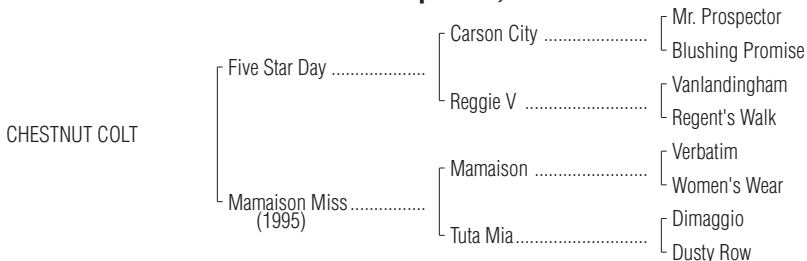 Mr. Prospector
Carson City ......................
Blushing Promise
Five Star Day ....................
Vanlandingham
Reggie V ..........................
Regent's Walk
CHESTNUT COLT
Verbatim
Mamaison ........................
Women's Wear
Mamaison Miss................
(1995)
Dimaggio
Tuta Mia............................
Dusty Row